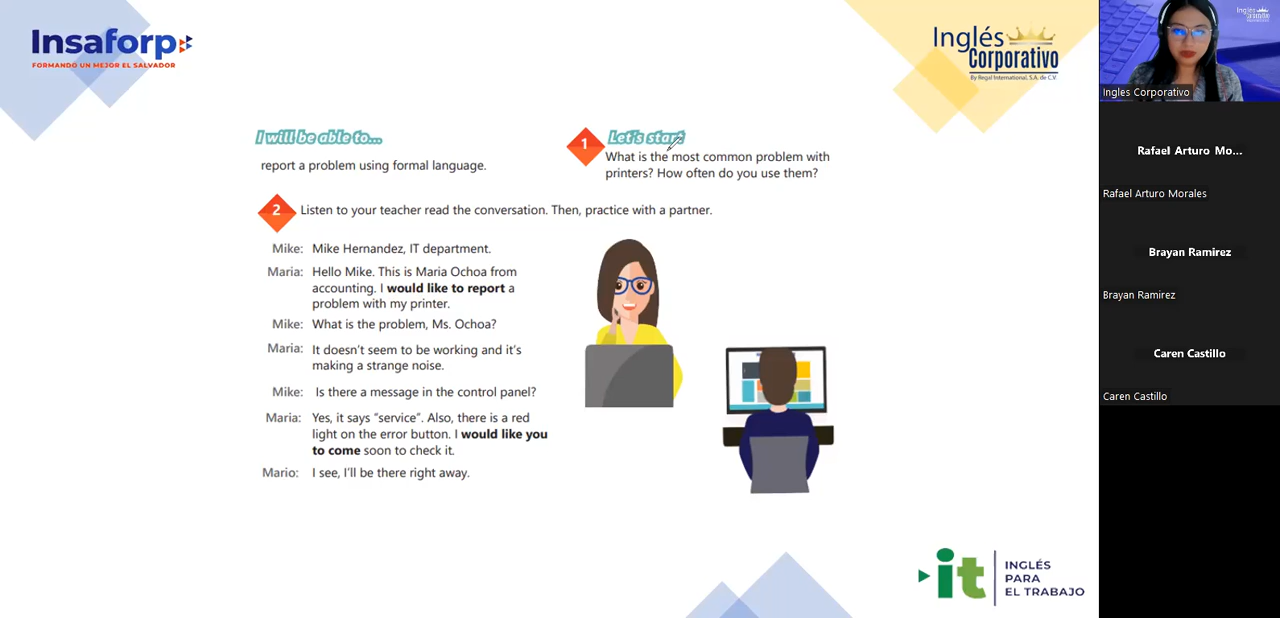 Insaforp
FORMANDO UN MEJOR EL SALVADOR
Inglés
Corporativo
By Regal International, S.A. de C.V.
I will be able to...
report a problem using formal language.
1
Let's start
What is the most common problem with
printers? How often do you use them?
2 Listen to your teacher read the conversation. Then, practice with a partner.
Mike: Mike Hernandez, IT department.
Maria: Hello Mike. This is Maria Ochoa from
accounting. I would like to report a
problem with my printer.
Mike: What is the problem, Ms. Ochoa?
Maria: It doesn't seem to be working and it's
making a strange noise.
Mike: Is there a message in the control panel?
Maria: Yes, it says "service". Also, there is a red
light on the error button. I would like you
to come soon to check it.
Mario: I see, I'll be there right away.
it
INGLÉS
PARA
EL TRABAJO
Inglés
Corporativo
Ingles Corporativo
Rafael Arturo Mo...
Rafael Arturo Morales
Brayan Ramirez
Brayan Ramirez
Caren Castillo
Caren Castillo